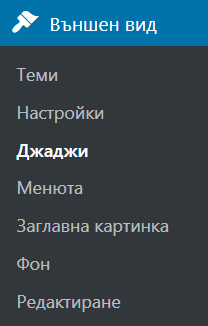 Външен вид
Теми
Настройки
Джаджи
Менюта
Заглавна картинка
Фон
Редактиране